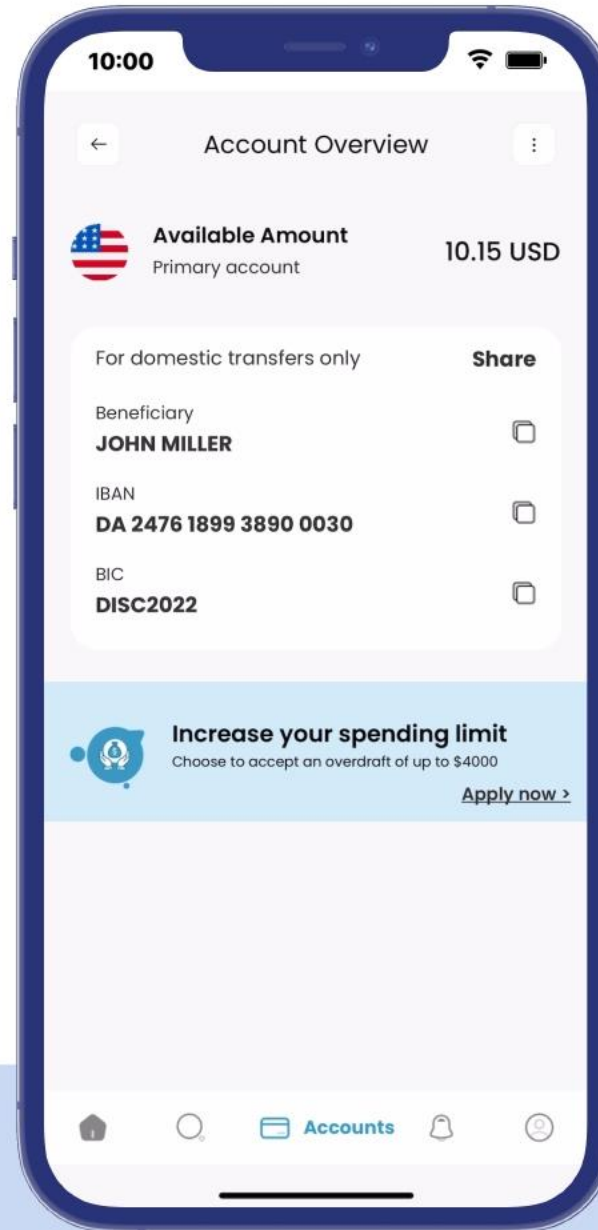 10:00
Account Overview
Available Amount
Primary account
10.15 USD
For domestic transfers only
Share
Beneficiary
JOHN MILLER
IBAN
DA 2476 1899 3890 0030
BIC
DISC2022
Increase your spending limit
Choose to accept an overdraft of up to $4000
Apply now >
Accounts